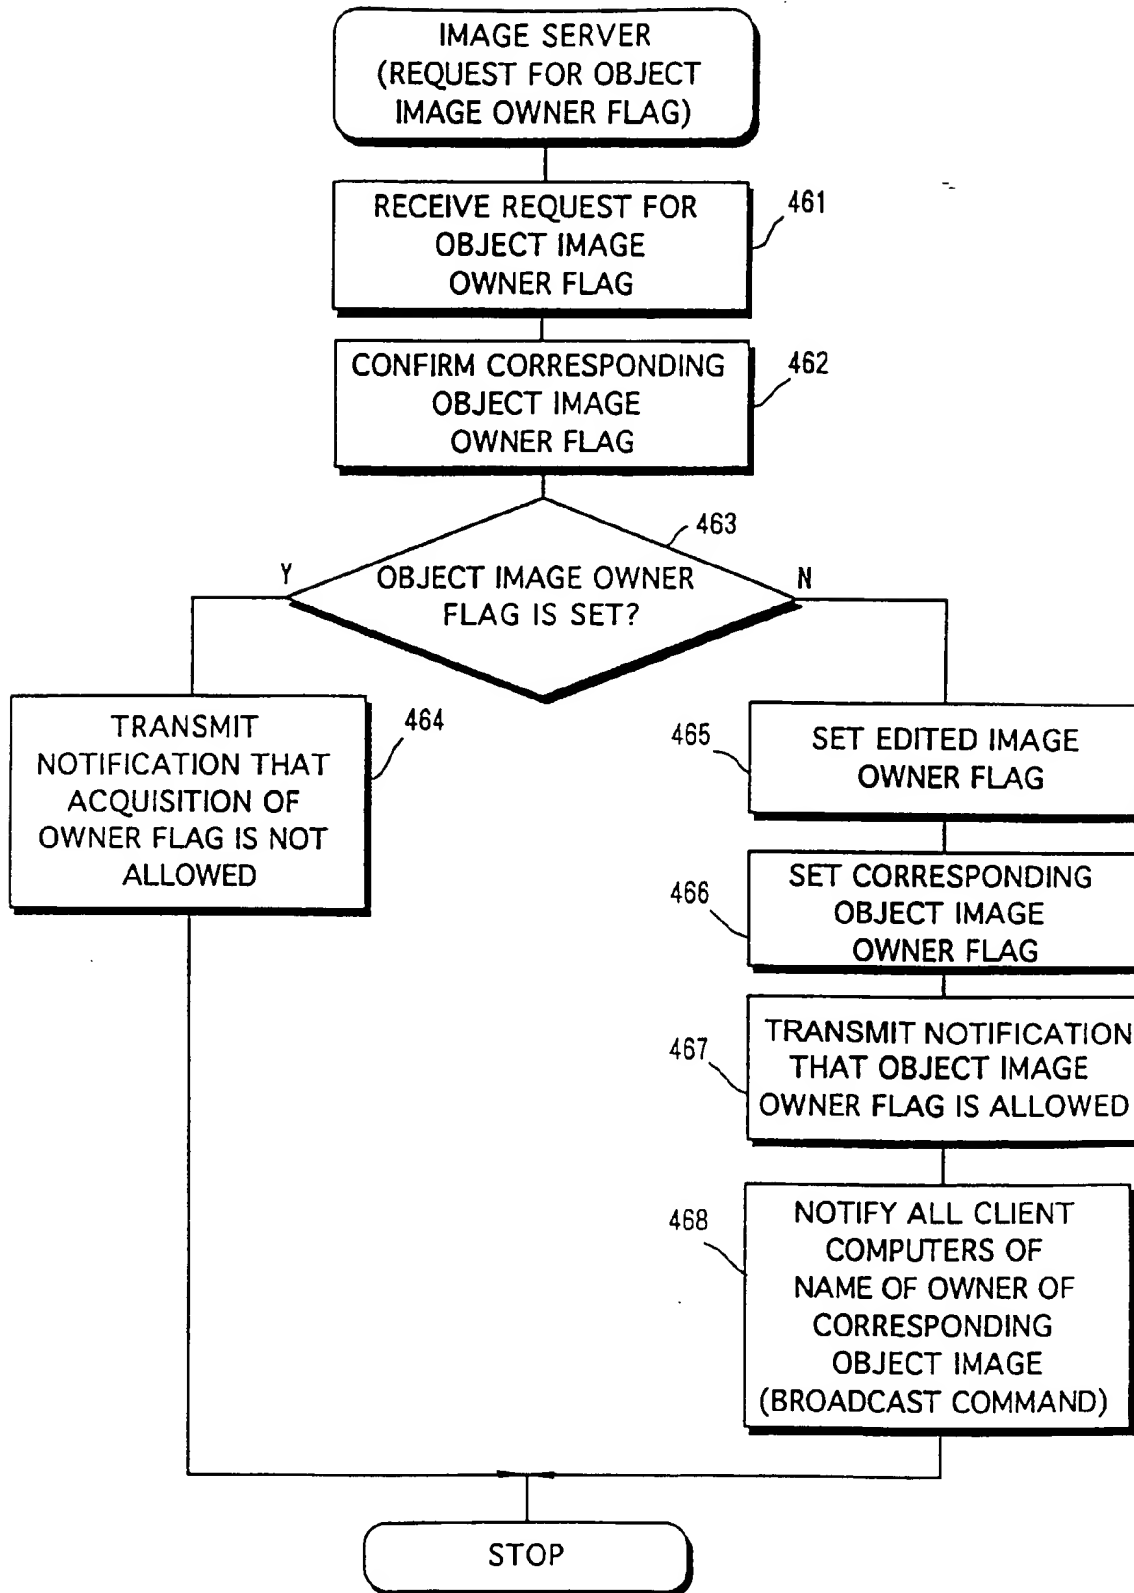 IMAGE SERVER
(REQUEST FOR OBJECT
IMAGE OWNER FLAG)
RECEIVE REQUEST FOR
OBJECT IMAGE
OWNER FLAG
461
CONFIRM CORRESPONDING
OBJECT IMAGE
OWNER FLAG
462
463
OBJECT IMAGE OWNER
FLAG IS SET?
Y
N
TRANSMIT
NOTIFICATION THAT
ACQUISITION OF
OWNER FLAG IS NOT
ALLOWED
464
465
SET EDITED IMAGE
OWNER FLAG
466
SET CORRESPONDING
OBJECT IMAGE
OWNER FLAG
467
TRANSMIT NOTIFICATION
THAT OBJECT IMAGE
OWNER FLAG IS ALLOWED
468
NOTIFY ALL CLIENT
COMPUTERS OF
NAME OF OWNER OF
CORRESPONDING
OBJECT IMAGE
(BROADCAST COMMAND)
STOP